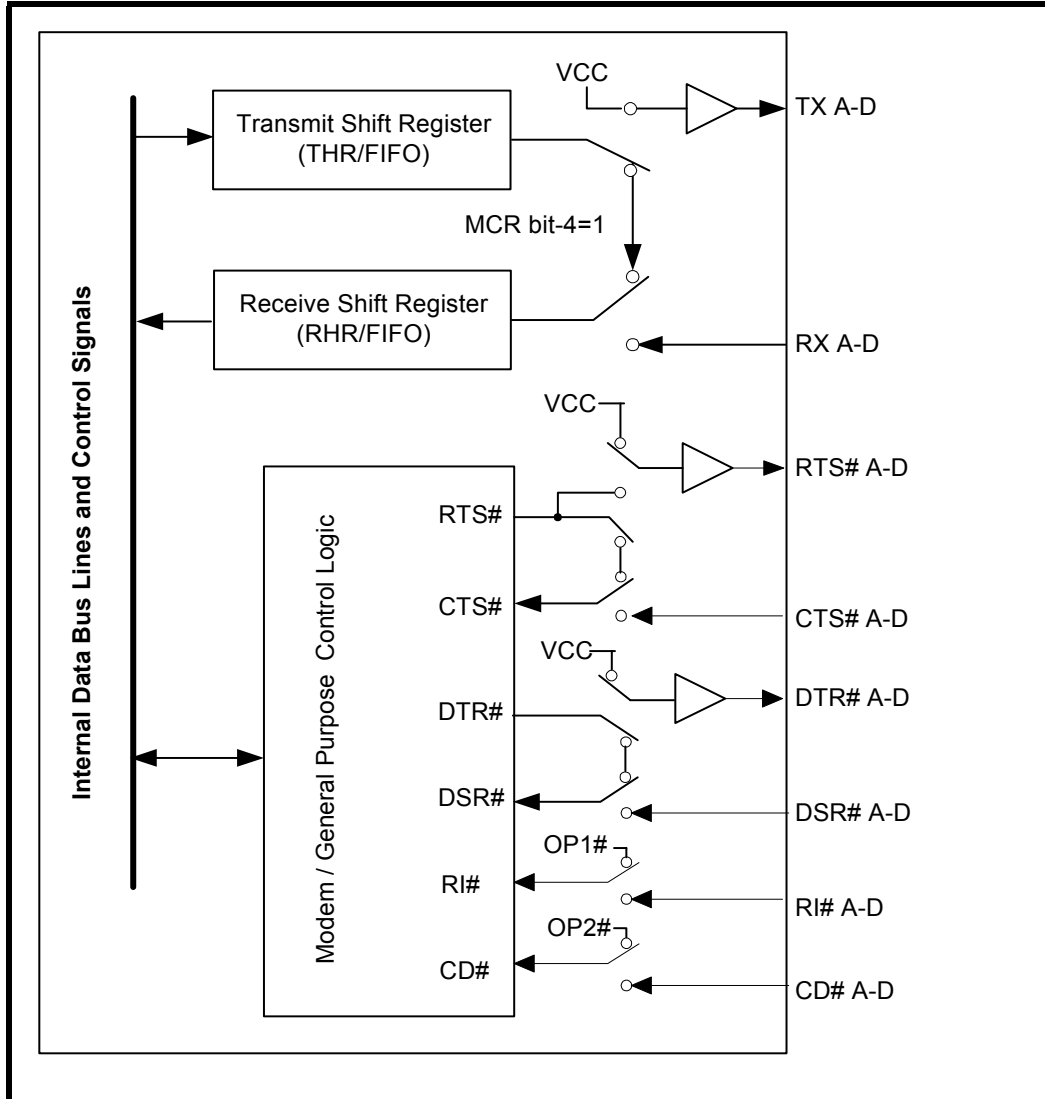 VCC
TX A-D
Transmit Shift Register
(THR/FIFO)
MCR bit-4=1
Receive Shift Register
(RHR/FIFO)
RX A-D
Internal Data Bus Lines and Control Signals
VCC
RTS# A-D
Modem / General Purpose Control Logic
RTS#
CTS#
CTS# A-D
VCC
DTR# A-D
DTR#
DSR#
DSR# A-D
OP1#
RI#
RI# A-D
OP2#
CD#
CD# A-D